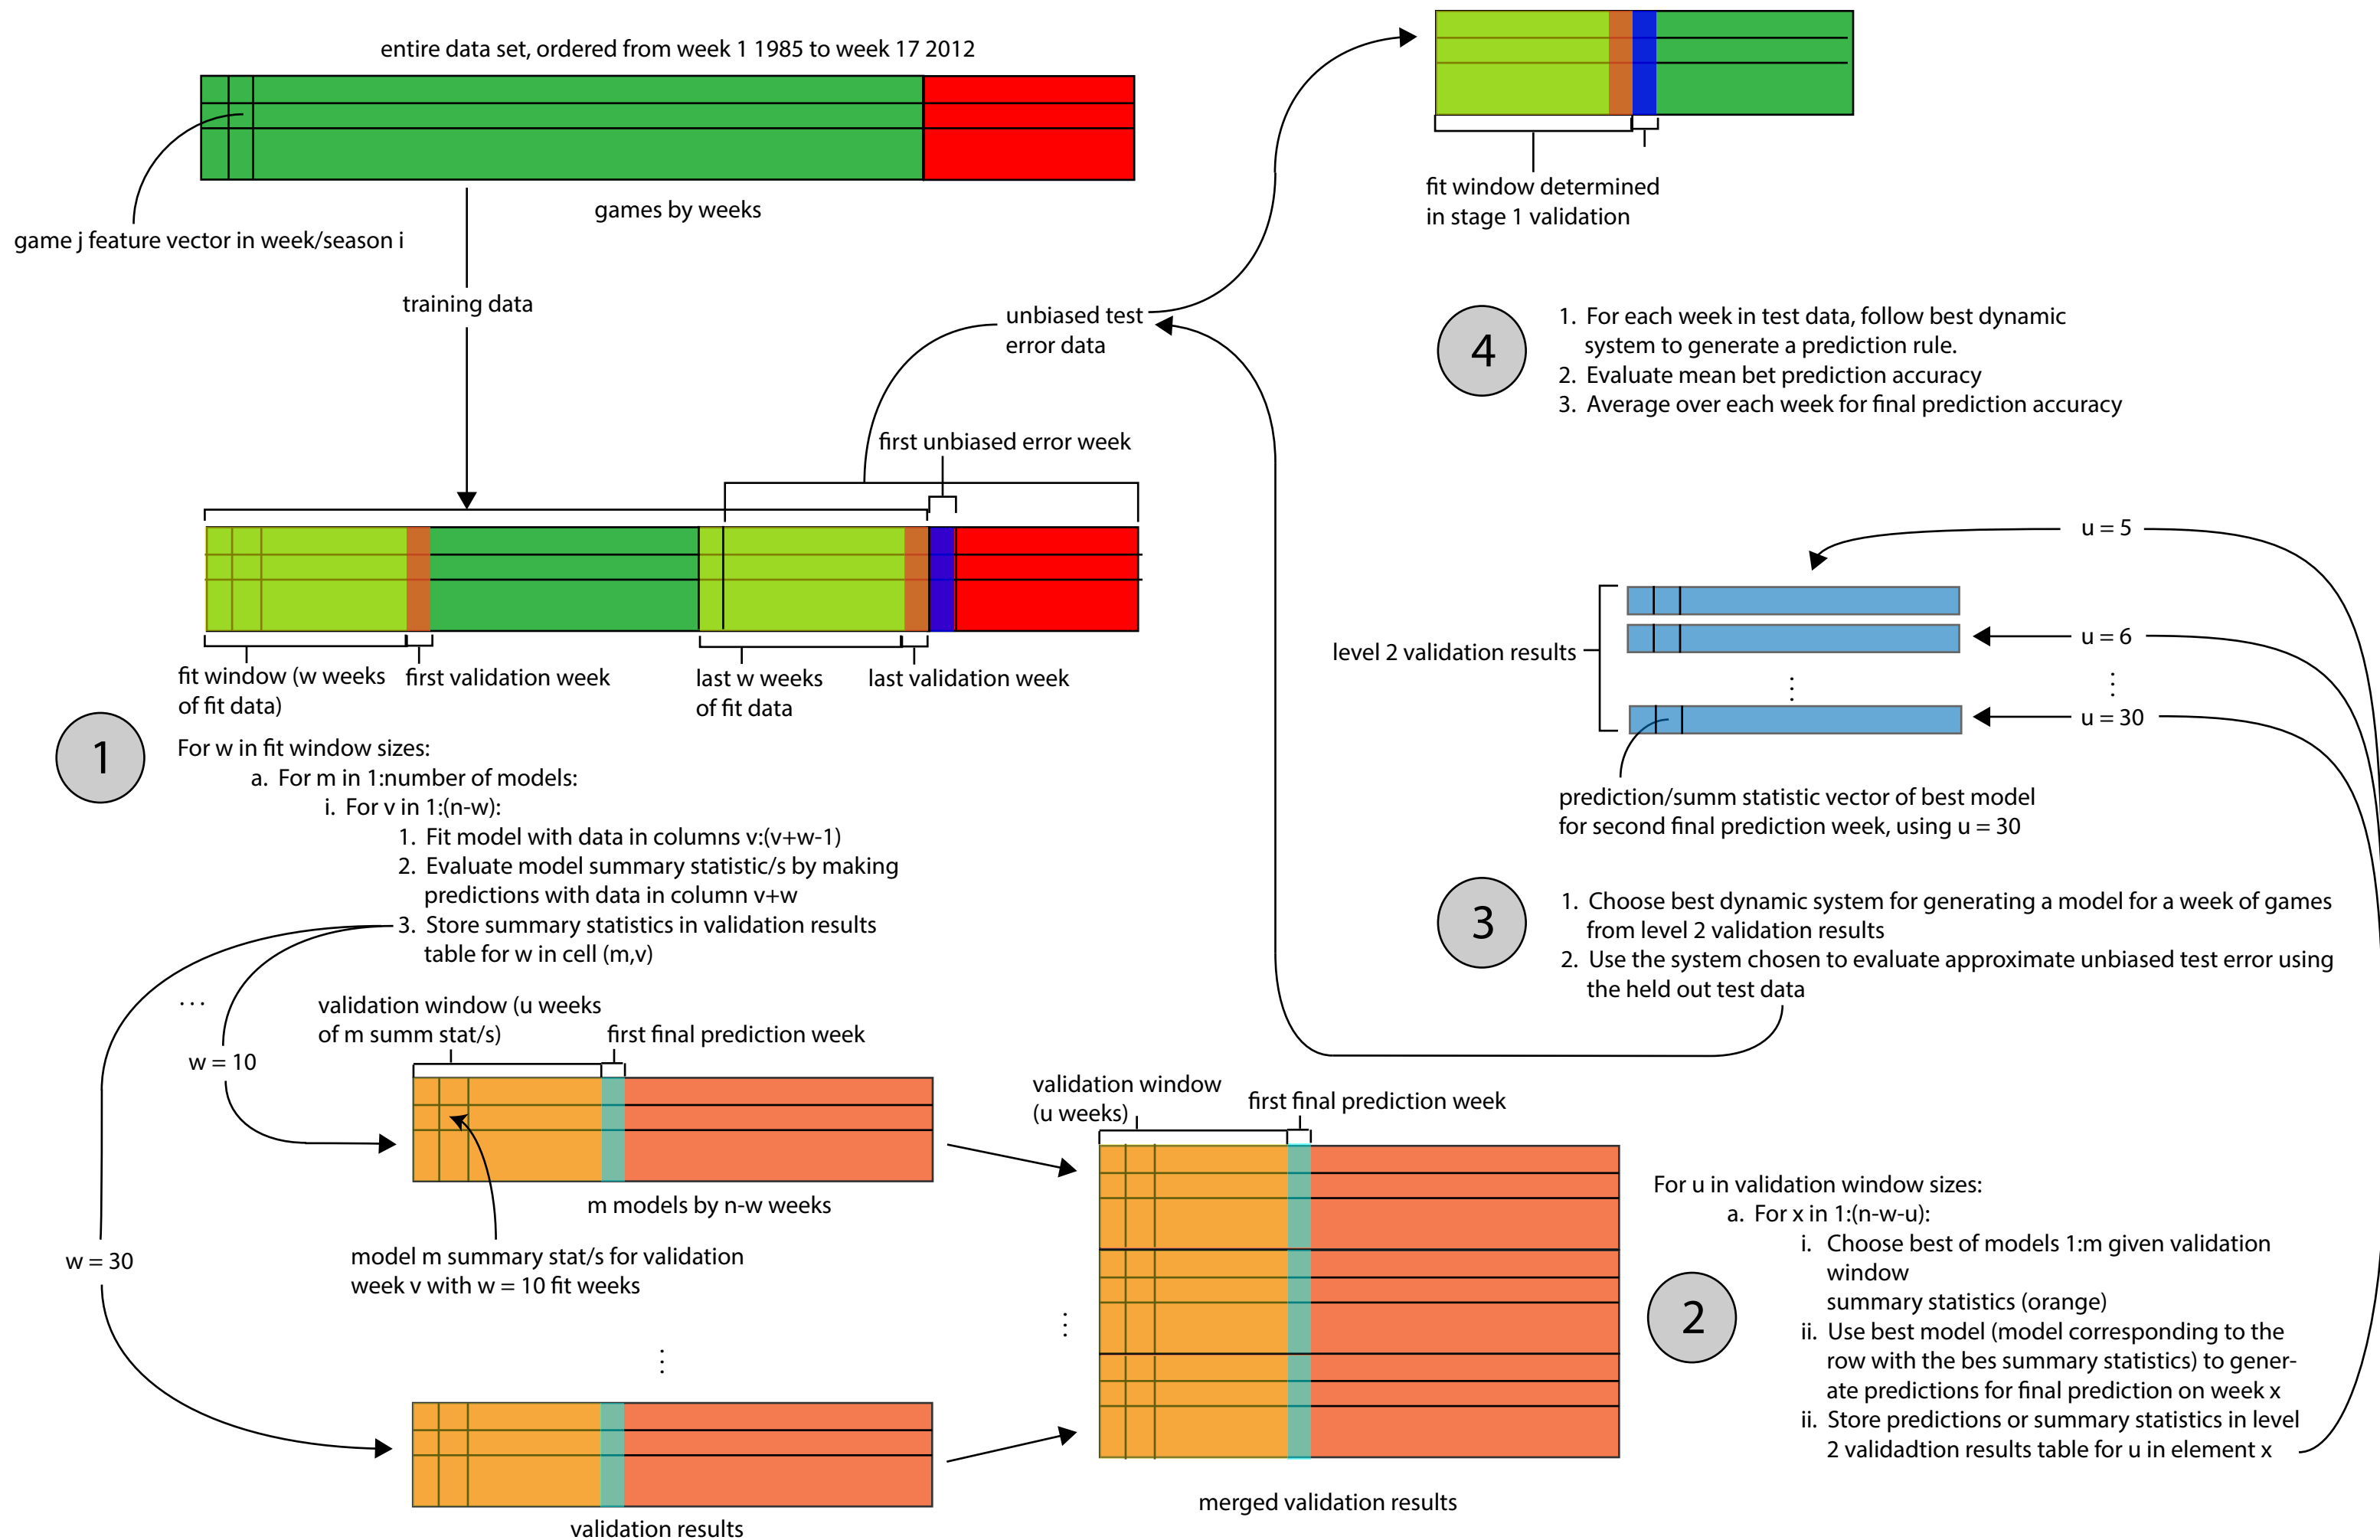 entire data set, ordered from week 1 1985 to week 17 2012
games by weeks
game j feature vector in week/season i
training data
unbiased test
error data
first unbiased error week
fit window (w weeks
of fit data)
first validation week
last w weeks
of fit data
last validation week
1
For w in fit window sizes:
a. For m in 1:number of models:
i. For v in 1:(n-w):
1. Fit model with data in columns v:(v+w-1)
2. Evaluate model summary statistic/s by making
predictions with data in column v+w
3. Store summary statistics in validation results
table for w in cell (m,v)
...
w = 10
w = 30
validation window (u weeks
of m summ stat/s)
first final prediction week
m models by n-w weeks
model m summary stat/s for validation
week v with w = 10 fit weeks
...
validation results
validation window
(u weeks)
first final prediction week
...
merged validation results
2
For u in validation window sizes:
a. For x in 1:(n-w-u):
i. Choose best of models 1:m given validation
window
summary statistics (orange)
ii. Use best model (model corresponding to the
row with the bes summary statistics) to gener-
ate predictions for final prediction on week x
ii. Store predictions or summary statistics in level
2 validadtion results table for u in element x
u = 5
u = 6
...
u = 30
level 2 validation results
...
prediction/summ statistic vector of best model
for second final prediction week, using u = 30
3
1. Choose best dynamic system for generating a model for a week of games
from level 2 validation results
2. Use the system chosen to evaluate approximate unbiased test error using
the held out test data
fit window determined
in stage 1 validation
4
1. For each week in test data, follow best dynamic
system to generate a prediction rule.
2. Evaluate mean bet prediction accuracy
3. Average over each week for final prediction accuracy